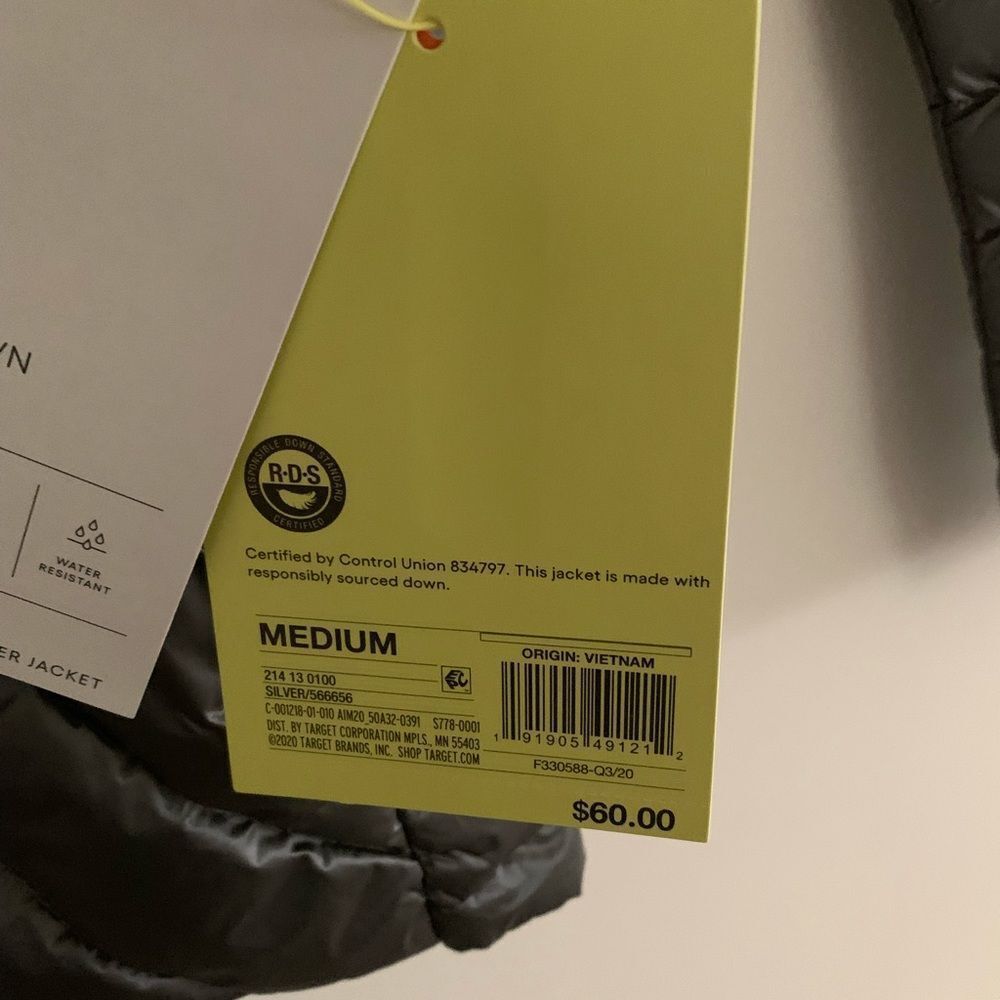 WATER
RESISTANT
ER JACKET
RESPONSIBLE DOWN STANDARD
R·D·S
CERTIFIED
Certified by Control Union 834797. This jacket is made with
responsibly sourced down.
MEDIUM
214 13 0100
SILVER/566656
C-001218-01-010 AIM20_50A32-0391 S778-0001
DIST. BY TARGET CORPORATION MPLS., MN 55403
©2020 TARGET BRANDS, INC. SHOP TARGET.COM
ORIGIN: VIETNAM
1 91905 49121 2
F330588-Q3/20
$60.00